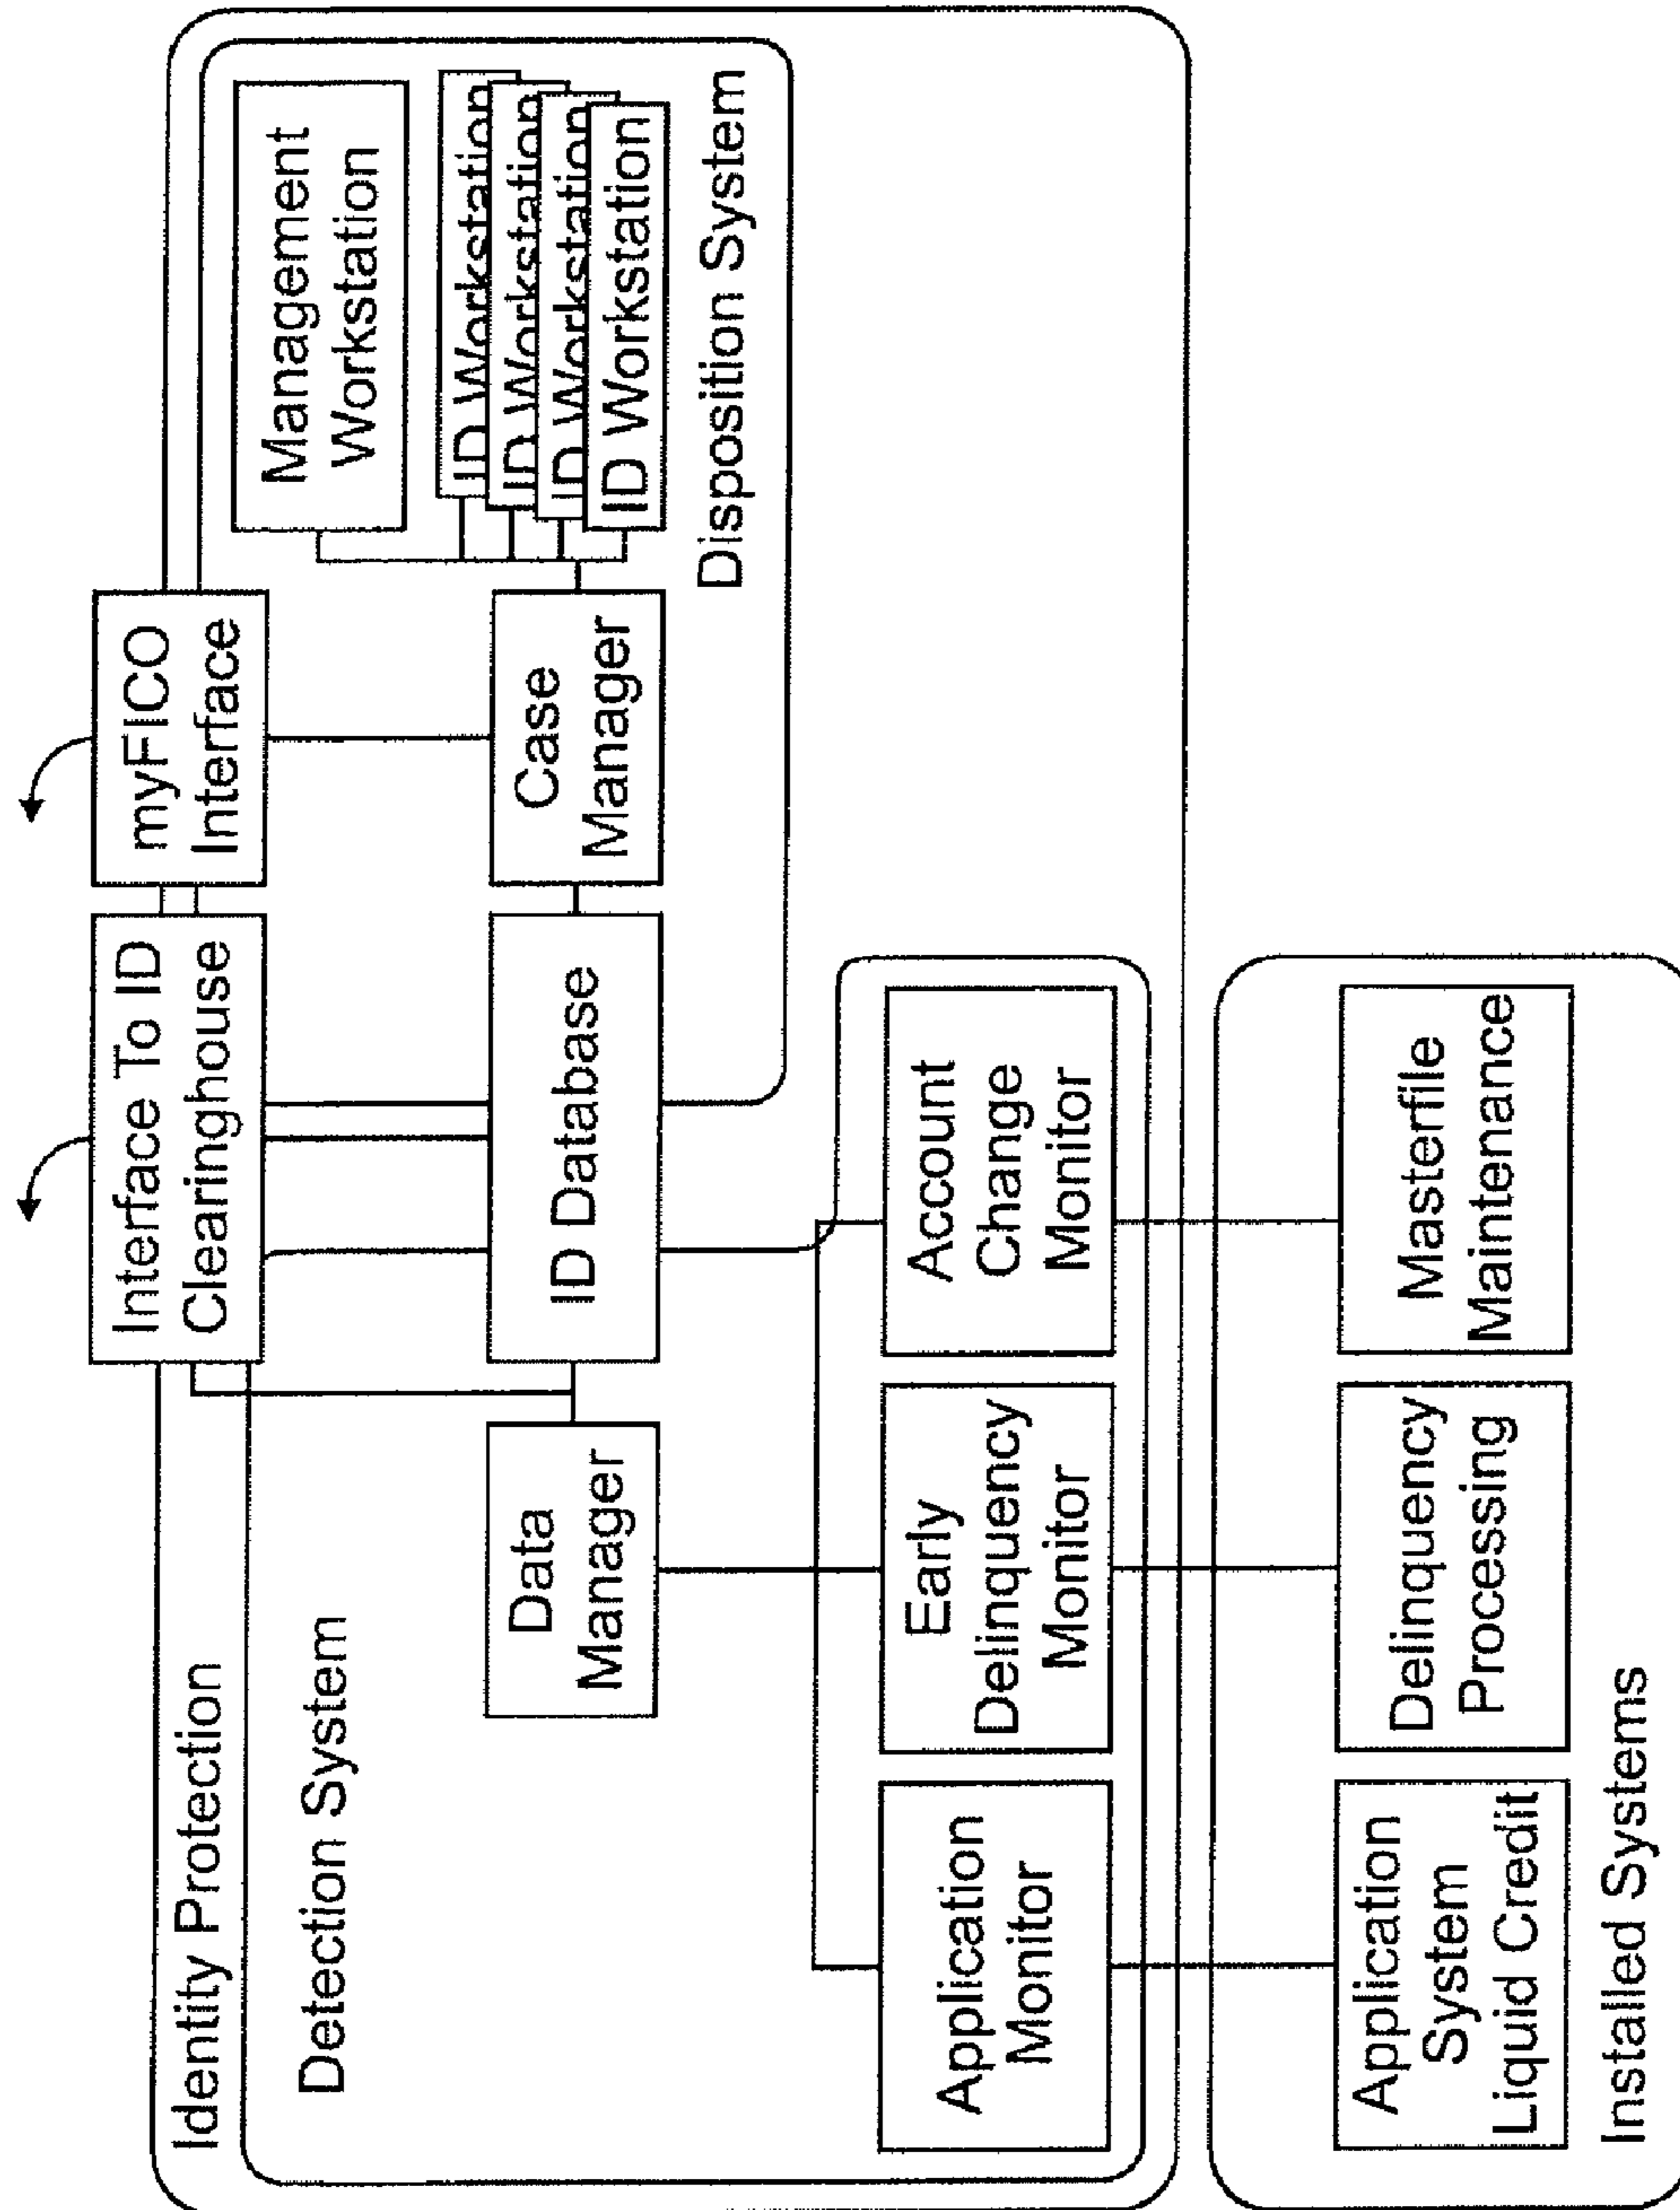 Identity Protection
Detection System
Interface To ID
Clearinghouse
myFICO
Interface
Management
Workstation
ID Workstation
ID Workstation
ID Workstation
ID Workstation
Data
Manager
ID Database
Case
Manager
Disposition System
Application
Monitor
Early
Delinquency
Monitor
Account
Change
Monitor
Application
System
Liquid Credit
Delinquency
Processing
Masterfile
Maintenance
Installed Systems